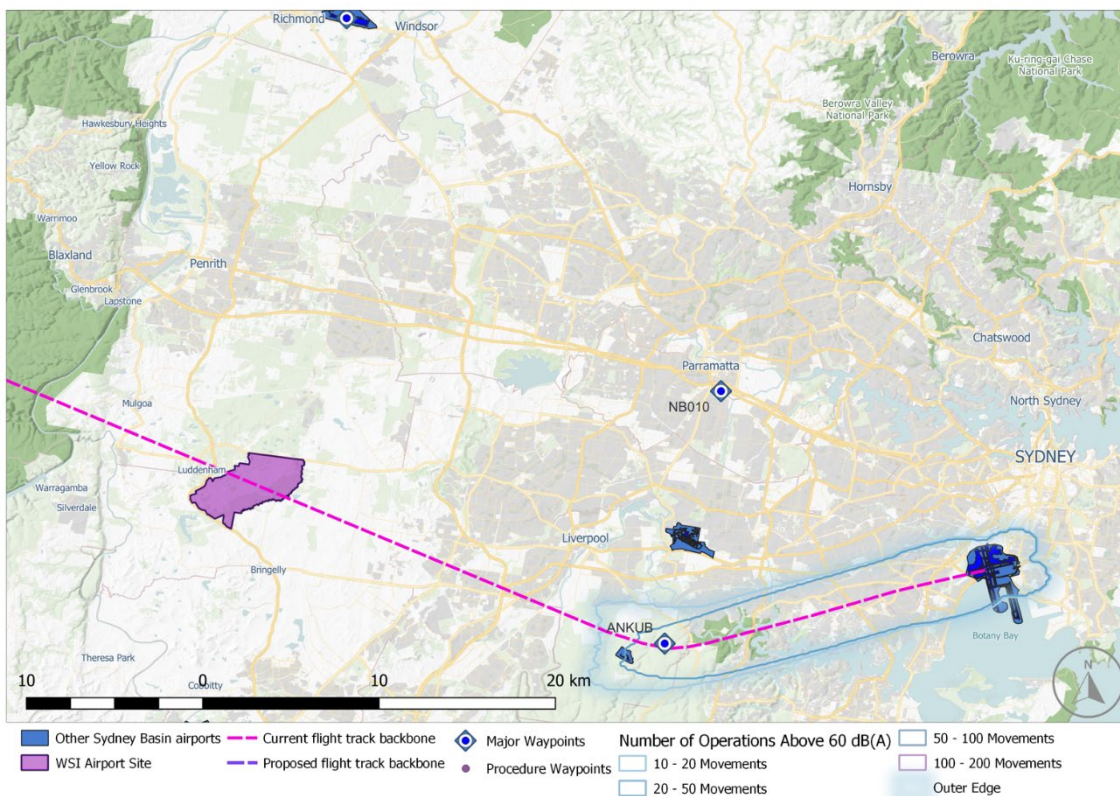 Richmond
Windsor
Berowra
Ku-ring-gai Chase
National Park
Hawkesbury Heights
Berowra Valley
National Park
Yellow Rock
Hornsby
Warrimoo
Blaxland
Penrith
Glenbrook
Lapstone
Chatswood
Parramatta
Mulgoa
NB010
North Sydney
Luddenham
SYDNEY
Warragamba
Silverdale
Liverpool
Bringelly
ANKUB
Botany Bay
N
Theresa Park
Cobbitty
10 0 10 20 km
Other Sydney Basin airports
WSI Airport Site
Current flight track backbone
Proposed flight track backbone
Major Waypoints
Procedure Waypoints
Number of Operations Above 60 dB(A)
10 - 20 Movements
20 - 50 Movements
50 - 100 Movements
100 - 200 Movements
Outer Edge